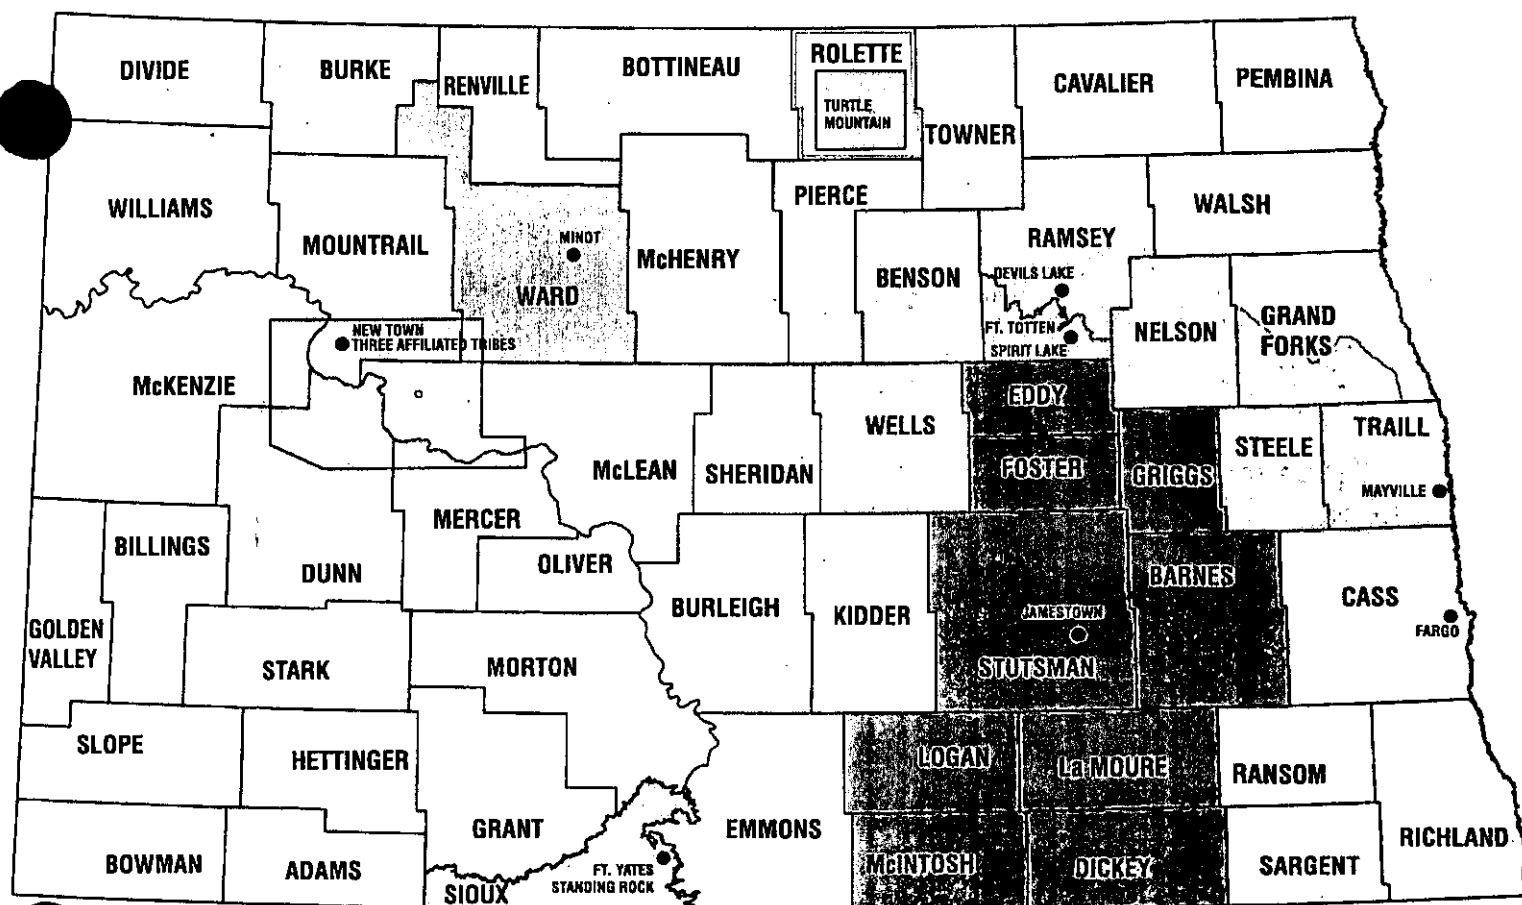 DIVIDE
BURKE
RENVILLE
BOTTINEAU
ROLETTE
TURTLE
MOUNTAIN
TOWNER
CAVALIER
PEMBINA
WILLIAMS
MOUNTRAIL
MINOT
WARD
McHENRY
PIERCE
BENSON
RAMSEY
DEVILS LAKE
FT. TOTTEN
SPIRIT LAKE
WALSH
NELSON
GRAND
FORKS
NEW TOWN
THREE AFFILIATED TRIBES
McKENZIE
McLEAN
SHERIDAN
WELLS
EDDY
FOSTER
GRIGGS
STEELE
TRAILL
MAYVILLE
GOLDEN
VALLEY
BILLINGS
DUNN
MERCER
OLIVER
BURLEIGH
KIDDER
JAMESTOWN
STUTSMAN
BARNES
CASS
FARGO
STARK
MORTON
SLOPE
HETTINGER
GRANT
EMMONS
LOGAN
La MOURE
RANSOM
RICHLAND
BOWMAN
ADAMS
SIOUX
FT. YATES
STANDING ROCK
McINTOSH
DICKEY
SARGENT